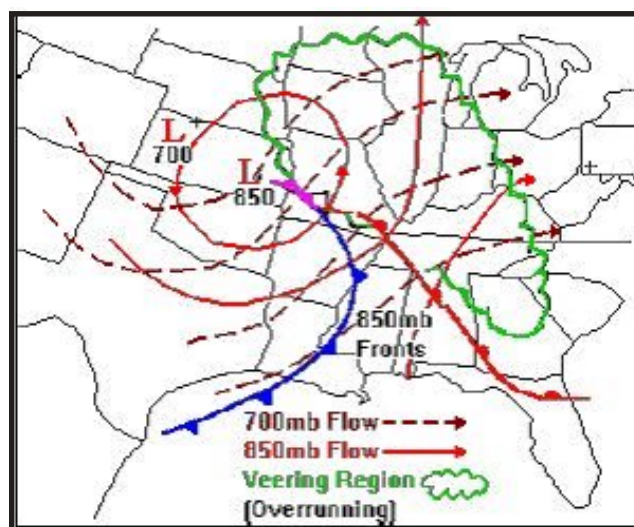 L
700
L
850
850mb
Fronts
700mb Flow
850mb Flow
Veering Region
(Overrunning)